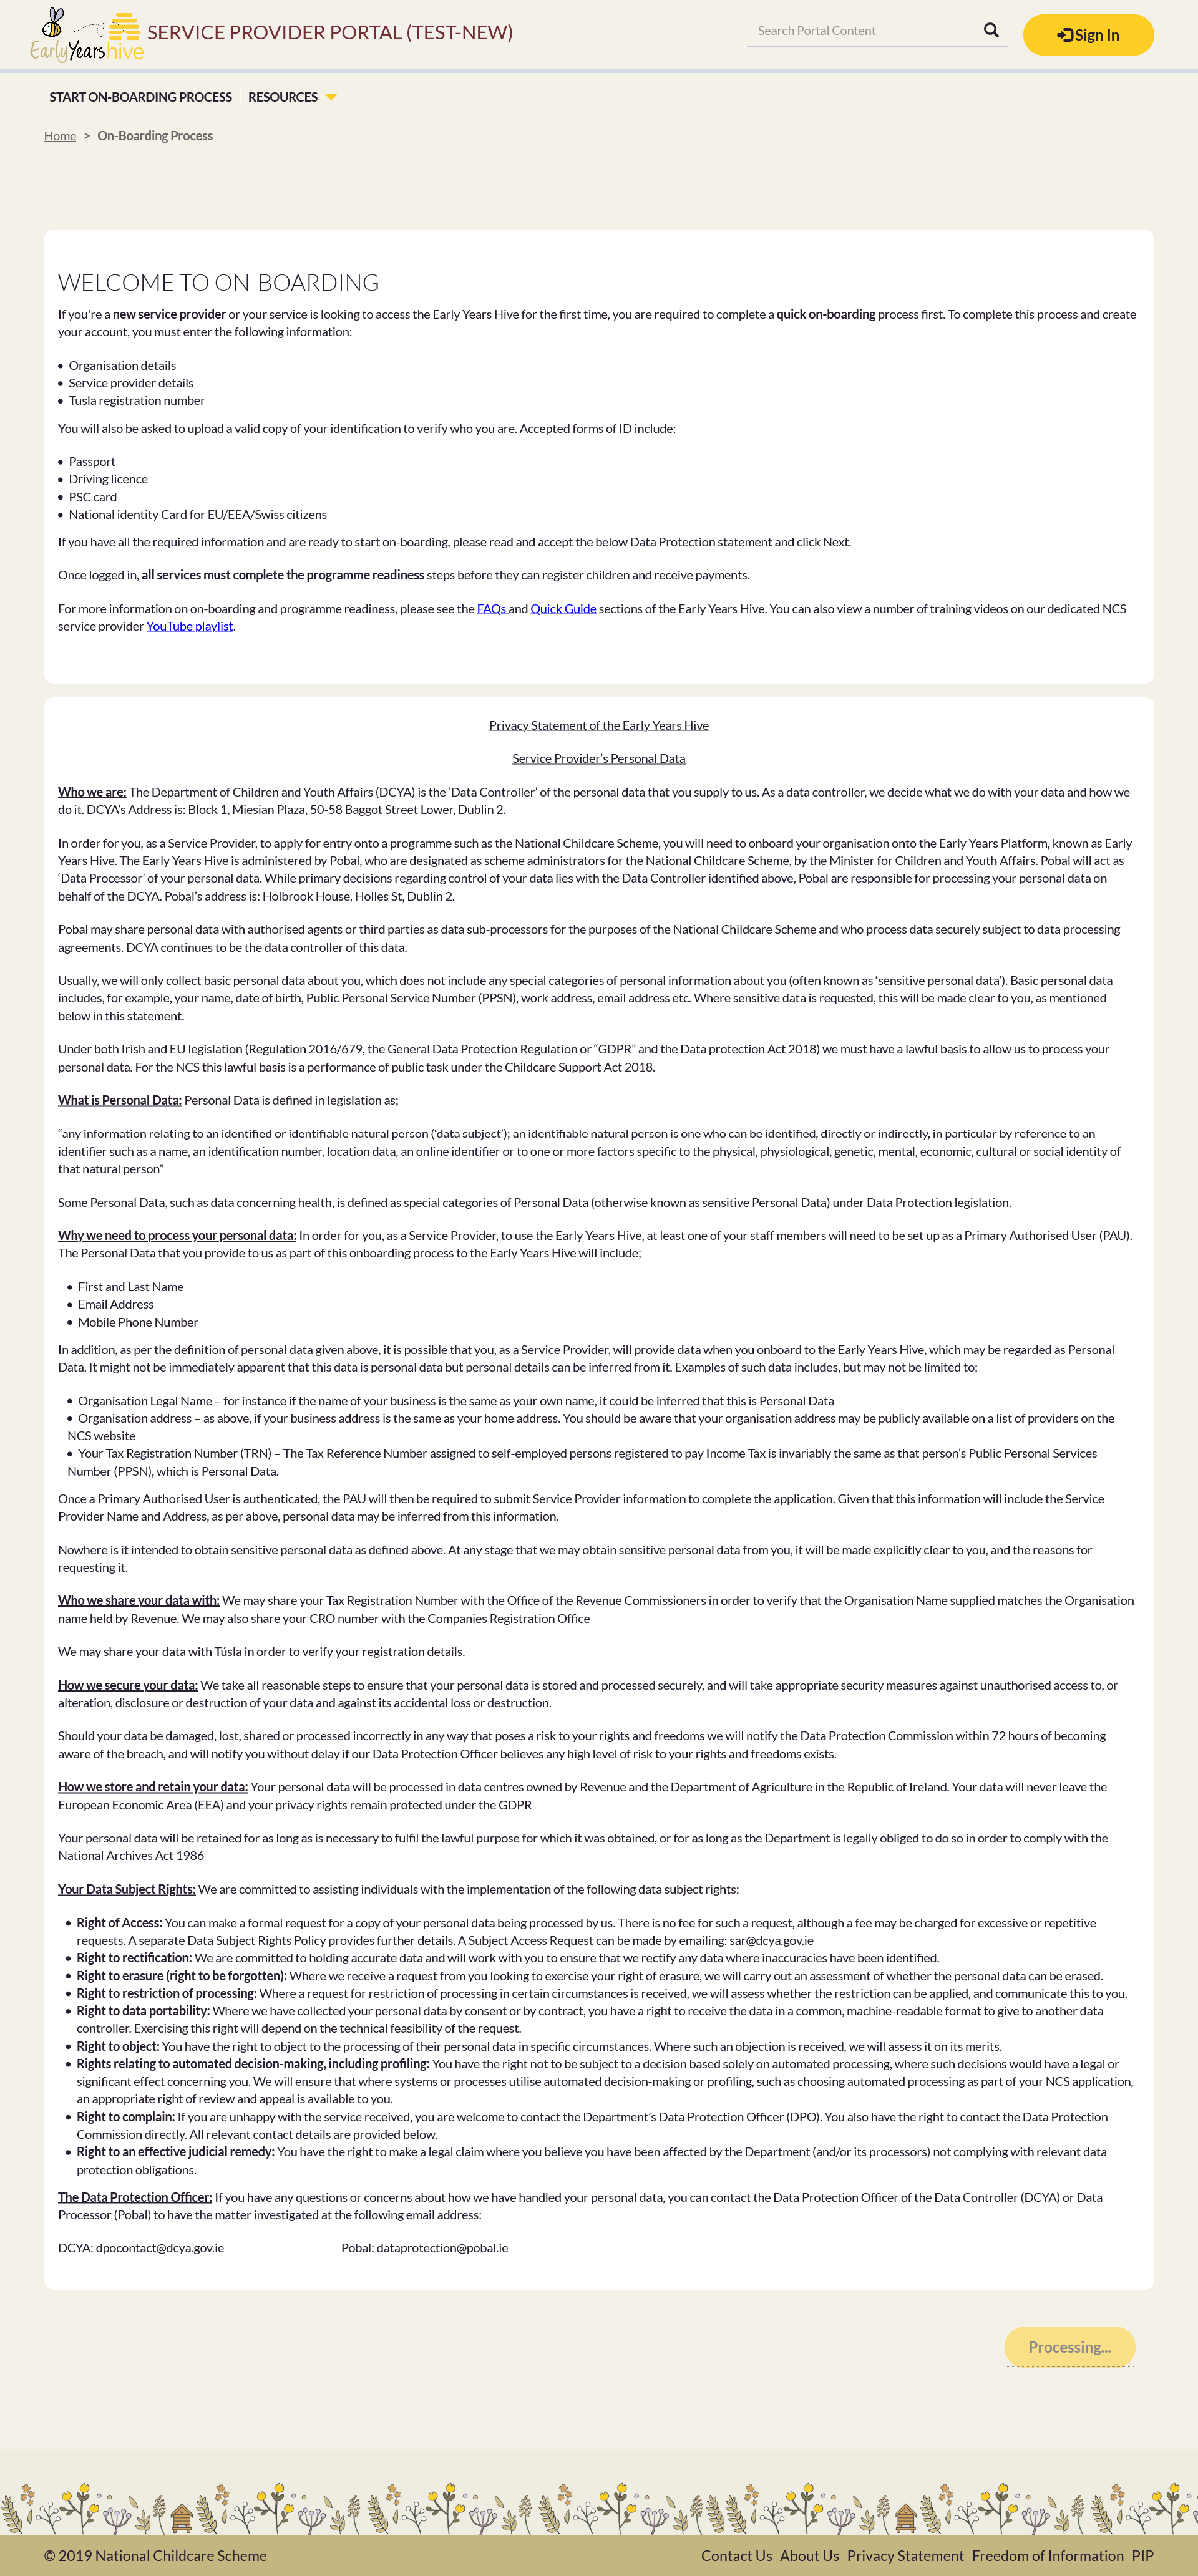 EarlyYearshive
SERVICE PROVIDER PORTAL (TEST-NEW)
Search Portal Content
Sign In
START ON-BOARDING PROCESS
RESOURCES
Home > On-Boarding Process
WELCOME TO ON-BOARDING
If you're a new service provider or your service is looking to access the Early Years Hive for the first time, you are required to complete a quick on-boarding process first. To complete this process and create
your account, you must enter the following information:
• Organisation details
• Service provider details
• Tusla registration number
You will also be asked to upload a valid copy of your identification to verify who you are. Accepted forms of ID include:
• Passport
• Driving licence
• PSC card
• National identity Card for EU/EEA/Swiss citizens
If you have all the required information and are ready to start on-boarding, please read and accept the below Data Protection statement and click Next.
Once logged in, all services must complete the programme readiness steps before they can register children and receive payments.
For more information on on-boarding and programme readiness, please see the FAQs and Quick Guide sections of the Early Years Hive. You can also view a number of training videos on our dedicated NCS
service provider YouTube playlist.
Privacy Statement of the Early Years Hive
Service Provider's Personal Data
Who we are: The Department of Children and Youth Affairs (DCYA) is the ‘Data Controller’ of the personal data that you supply to us. As a data controller, we decide what we do with your data and how we
do it. DCYA’s Address is: Block 1, Miesian Plaza, 50-58 Baggot Street Lower, Dublin 2.
In order for you, as a Service Provider, to apply for entry onto a programme such as the National Childcare Scheme, you will need to onboard your organisation onto the Early Years Platform, known as Early
Years Hive. The Early Years Hive is administered by Pobal, who are designated as scheme administrators for the National Childcare Scheme, by the Minister for Children and Youth Affairs. Pobal will act as
‘Data Processor’ of your personal data. While primary decisions regarding control of your data lies with the Data Controller identified above, Pobal are responsible for processing your personal data on
behalf of the DCYA. Pobal’s address is: Holbrook House, Holles St, Dublin 2.
Pobal may share personal data with authorised agents or third parties as data sub-processors for the purposes of the National Childcare Scheme and who process data securely subject to data processing
agreements. DCYA continues to be the data controller of this data.
Usually, we will only collect basic personal data about you, which does not include any special categories of personal information about you (often known as ‘sensitive personal data’). Basic personal data
includes, for example, your name, date of birth, Public Personal Service Number (PPSN), work address, email address etc. Where sensitive data is requested, this will be made clear to you, as mentioned
below in this statement.
Under both Irish and EU legislation (Regulation 2016/679, the General Data Protection Regulation or “GDPR” and the Data protection Act 2018) we must have a lawful basis to allow us to process your
personal data. For the NCS this lawful basis is a performance of public task under the Childcare Support Act 2018.
What is Personal Data: Personal Data is defined in legislation as;
“any information relating to an identified or identifiable natural person (‘data subject’); an identifiable natural person is one who can be identified, directly or indirectly, in particular by reference to an
identifier such as a name, an identification number, location data, an online identifier or to one or more factors specific to the physical, physiological, genetic, mental, economic, cultural or social identity of
that natural person”
Some Personal Data, such as data concerning health, is defined as special categories of Personal Data (otherwise known as sensitive Personal Data) under Data Protection legislation.
Why we need to process your personal data: In order for you, as a Service Provider, to use the Early Years Hive, at least one of your staff members will need to be set up as a Primary Authorised User (PAU).
The Personal Data that you provide to us as part of this onboarding process to the Early Years Hive will include;
• First and Last Name
• Email Address
• Mobile Phone Number
In addition, as per the definition of personal data given above, it is possible that you, as a Service Provider, will provide data when you onboard to the Early Years Hive, which may be regarded as Personal
Data. It might not be immediately apparent that this data is personal data but personal details can be inferred from it. Examples of such data includes, but may not be limited to;
• Organisation Legal Name – for instance if the name of your business is the same as your own name, it could be inferred that this is Personal Data
• Organisation address – as above, if your business address is the same as your home address. You should be aware that your organisation address may be publicly available on a list of providers on the
NCS website
• Your Tax Registration Number (TRN) – The Tax Reference Number assigned to self-employed persons registered to pay Income Tax is invariably the same as that person’s Public Personal Services
Number (PPSN), which is Personal Data.
Once a Primary Authorised User is authenticated, the PAU will then be required to submit Service Provider information to complete the application. Given that this information will include the Service
Provider Name and Address, as per above, personal data may be inferred from this information.
Nowhere is it intended to obtain sensitive personal data as defined above. At any stage that we may obtain sensitive personal data from you, it will be made explicitly clear to you, and the reasons for
requesting it.
Who we share your data with: We may share your Tax Registration Number with the Office of the Revenue Commissioners in order to verify that the Organisation Name supplied matches the Organisation
name held by Revenue. We may also share your CRO number with the Companies Registration Office
We may share your data with Túsla in order to verify your registration details.
How we secure your data: We take all reasonable steps to ensure that your personal data is stored and processed securely, and will take appropriate security measures against unauthorised access to, or
alteration, disclosure or destruction of your data and against its accidental loss or destruction.
Should your data be damaged, lost, shared or processed incorrectly in any way that poses a risk to your rights and freedoms we will notify the Data Protection Commission within 72 hours of becoming
aware of the breach, and will notify you without delay if our Data Protection Officer believes any high level of risk to your rights and freedoms exists.
How we store and retain your data: Your personal data will be processed in data centres owned by Revenue and the Department of Agriculture in the Republic of Ireland. Your data will never leave the
European Economic Area (EEA) and your privacy rights remain protected under the GDPR
Your personal data will be retained for as long as is necessary to fulfil the lawful purpose for which it was obtained, or for as long as the Department is legally obliged to do so in order to comply with the
National Archives Act 1986
Your Data Subject Rights: We are committed to assisting individuals with the implementation of the following data subject rights:
• Right of Access: You can make a formal request for a copy of your personal data being processed by us. There is no fee for such a request, although a fee may be charged for excessive or repetitive
requests. A separate Data Subject Rights Policy provides further details. A Subject Access Request can be made by emailing: sar@dcya.gov.ie
• Right to rectification: We are committed to holding accurate data and will work with you to ensure that we rectify any data where inaccuracies have been identified.
• Right to erasure (right to be forgotten): Where we receive a request from you looking to exercise your right of erasure, we will carry out an assessment of whether the personal data can be erased.
• Right to restriction of processing: Where a request for restriction of processing in certain circumstances is received, we will assess whether the restriction can be applied, and communicate this to you.
• Right to data portability: Where we have collected your personal data by consent or by contract, you have a right to receive the data in a common, machine-readable format to give to another data
controller. Exercising this right will depend on the technical feasibility of the request.
• Right to object: You have the right to object to the processing of their personal data in specific circumstances. Where such an objection is received, we will assess it on its merits.
• Rights relating to automated decision-making, including profiling: You have the right not to be subject to a decision based solely on automated processing, where such decisions would have a legal or
significant effect concerning you. We will ensure that where systems or processes utilise automated decision-making or profiling, such as choosing automated processing as part of your NCS application,
an appropriate right of review and appeal is available to you.
• Right to complain: If you are unhappy with the service received, you are welcome to contact the Department’s Data Protection Officer (DPO). You also have the right to contact the Data Protection
Commission directly. All relevant contact details are provided below.
• Right to an effective judicial remedy: You have the right to make a legal claim where you believe you have been affected by the Department (and/or its processors) not complying with relevant data
protection obligations.
The Data Protection Officer: If you have any questions or concerns about how we have handled your personal data, you can contact the Data Protection Officer of the Data Controller (DCYA) or Data
Processor (Pobal) to have the matter investigated at the following email address:
DCYA: dpocontact@dcya.gov.ie Pobal: dataprotection@pobal.ie
Processing...
© 2019 National Childcare Scheme
Contact Us About Us Privacy Statement Freedom of Information PIP